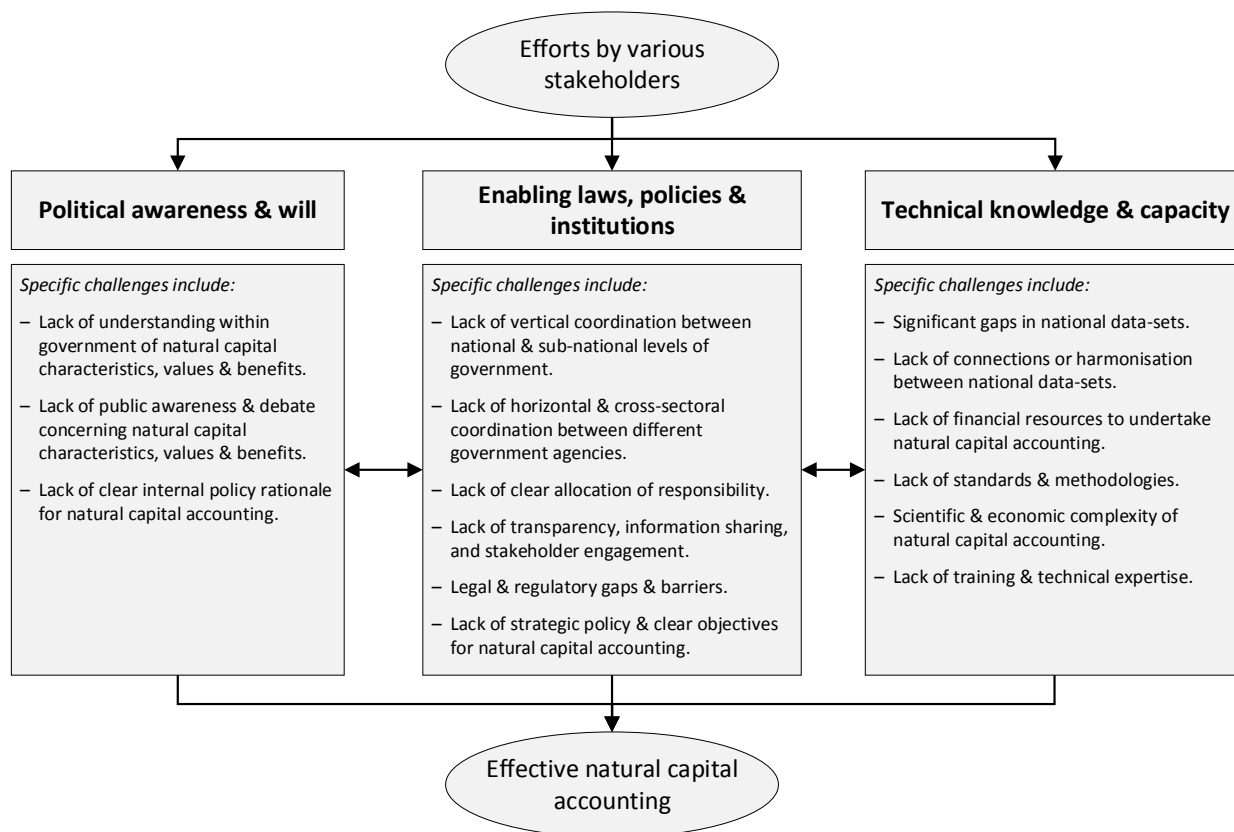 Efforts by various
stakeholders
Political awareness & will
Enabling laws, policies &
institutions
Technical knowledge & capacity
Specific challenges include:
– Lack of understanding within
government of natural capital
characteristics, values & benefits.
– Lack of public awareness & debate
concerning natural capital
characteristics, values & benefits.
– Lack of clear internal policy rationale
for natural capital accounting.
Specific challenges include:
– Lack of vertical coordination between
national & sub-national levels of
government.
– Lack of horizontal & cross-sectoral
coordination between different
government agencies.
– Lack of clear allocation of responsibility.
– Lack of transparency, information sharing,
and stakeholder engagement.
– Legal & regulatory gaps & barriers.
– Lack of strategic policy & clear objectives
for natural capital accounting.
Specific challenges include:
– Significant gaps in national data-sets.
– Lack of connections or harmonisation
between national data-sets.
– Lack of financial resources to undertake
natural capital accounting.
– Lack of standards & methodologies.
– Scientific & economic complexity of
natural capital accounting.
– Lack of training & technical expertise.
Effective natural capital
accounting